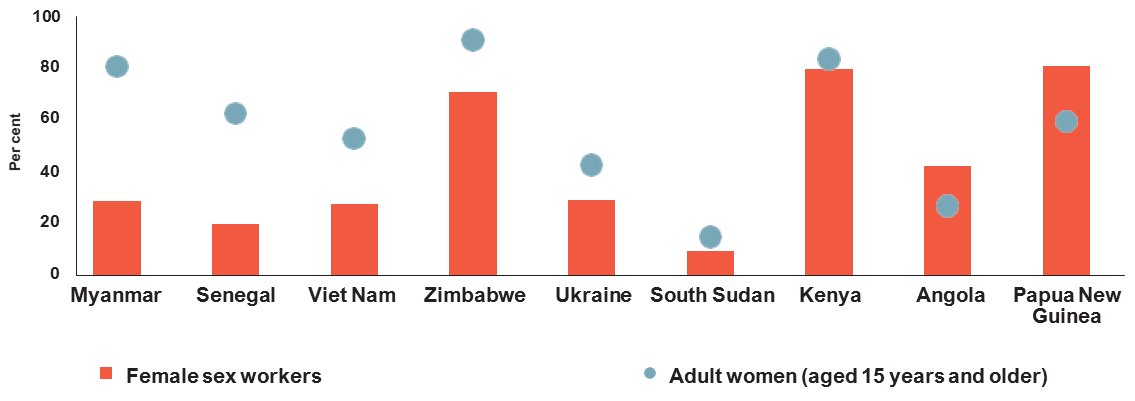 100
80
60
40
20
0
Per cent
Myanmar Senegal Viet Nam Zimbabwe Ukraine South Sudan Kenya Angola Papua New
Guinea
Female sex workers Adult women (aged 15 years and older)